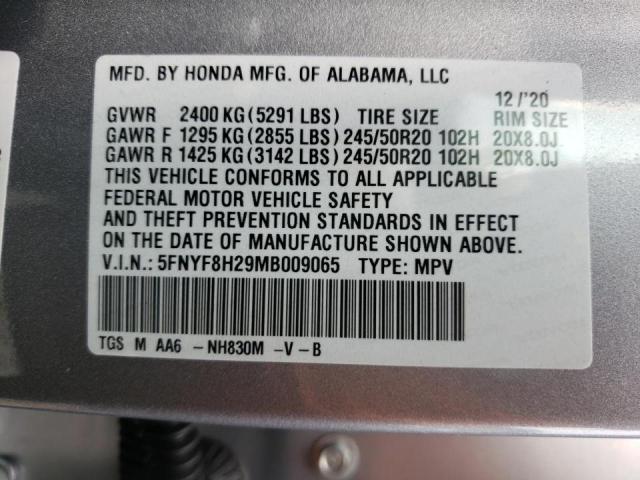 MFD. BY HONDA MFG. OF ALABAMA, LLC
12/'20
GVWR 2400 KG (5291 LBS) TIRE SIZE RIM SIZE
GAWR F 1295 KG (2855 LBS) 245/50R20 102H 20X8.0J
GAWR R 1425 KG (3142 LBS) 245/50R20 102H 20X8.0J
THIS VEHICLE CONFORMS TO ALL APPLICABLE
FEDERAL MOTOR VEHICLE SAFETY
AND THEFT PREVENTION STANDARDS IN EFFECT
ON THE DATE OF MANUFACTURE SHOWN ABOVE.
V.I.N.: 5FNYF8H29MB009065 TYPE: MPV
TGS M AA6 -NH830M -V-B